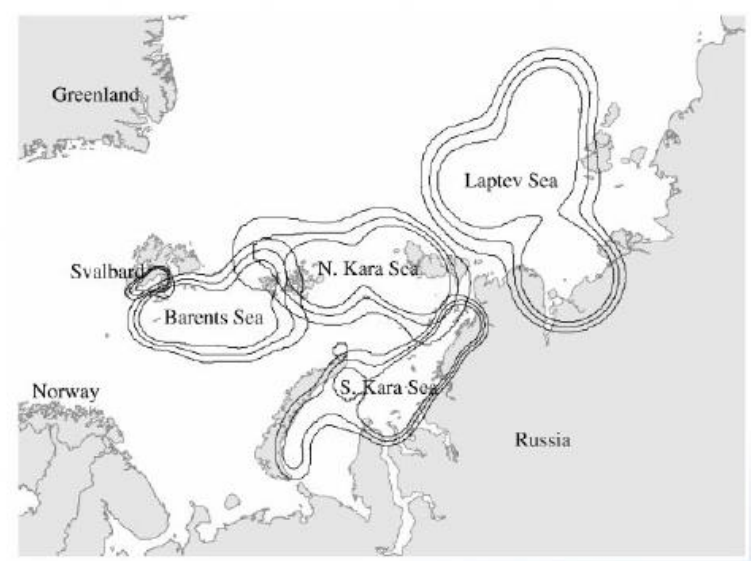 Greenland
Laptev Sea
Svalbard
N. Kara Sea
Barents Sea
S. Kara Sea
Norway
Russia